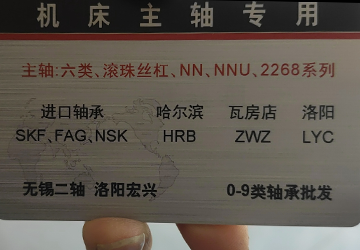 机床主轴专用
主轴:六类、滚珠丝杠、NN、NNU、2268系列
进口轴承 哈尔滨 瓦房店 洛阳
SKF、FAG、NSK HRB ZWZ LYC
无锡二轴 洛阳宏兴 0-9类轴承批发